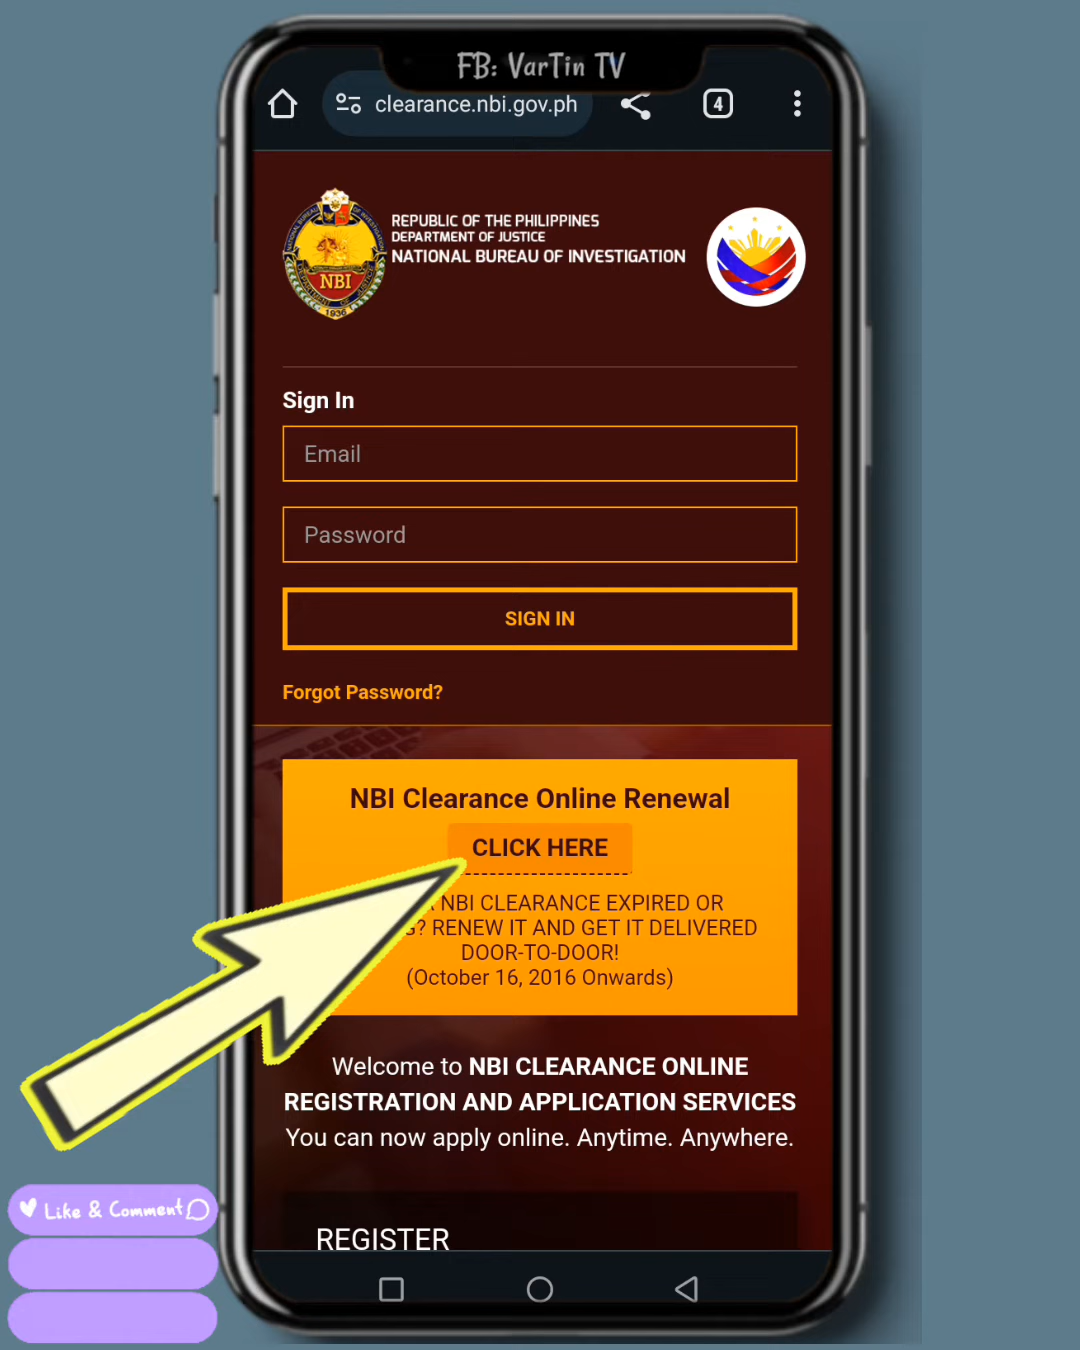 FB: VarTin TV
clearance.nbi.gov.ph
4
REPUBLIC OF THE PHILIPPINES
DEPARTMENT OF JUSTICE
NATIONAL BUREAU OF INVESTIGATION
NBI
1936
Sign In
Email
Password
SIGN IN
Forgot Password?
NBI Clearance Online Renewal
CLICK HERE
NBI CLEARANCE EXPIRED OR
? RENEW IT AND GET IT DELIVERED
DOOR-TO-DOOR!
(October 16, 2016 Onwards)
Welcome to NBI CLEARANCE ONLINE
REGISTRATION AND APPLICATION SERVICES
You can now apply online. Anytime. Anywhere.
Like & Comment
REGISTER